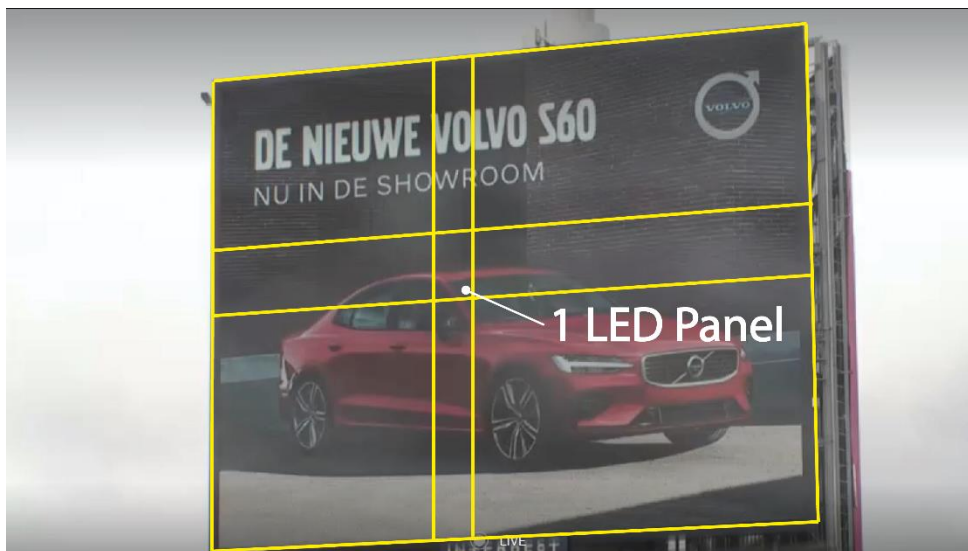 DE NIEUWE VOLVO S60
NU IN DE SHOWROOM
VOLVO
1 LED Panel
LIVE